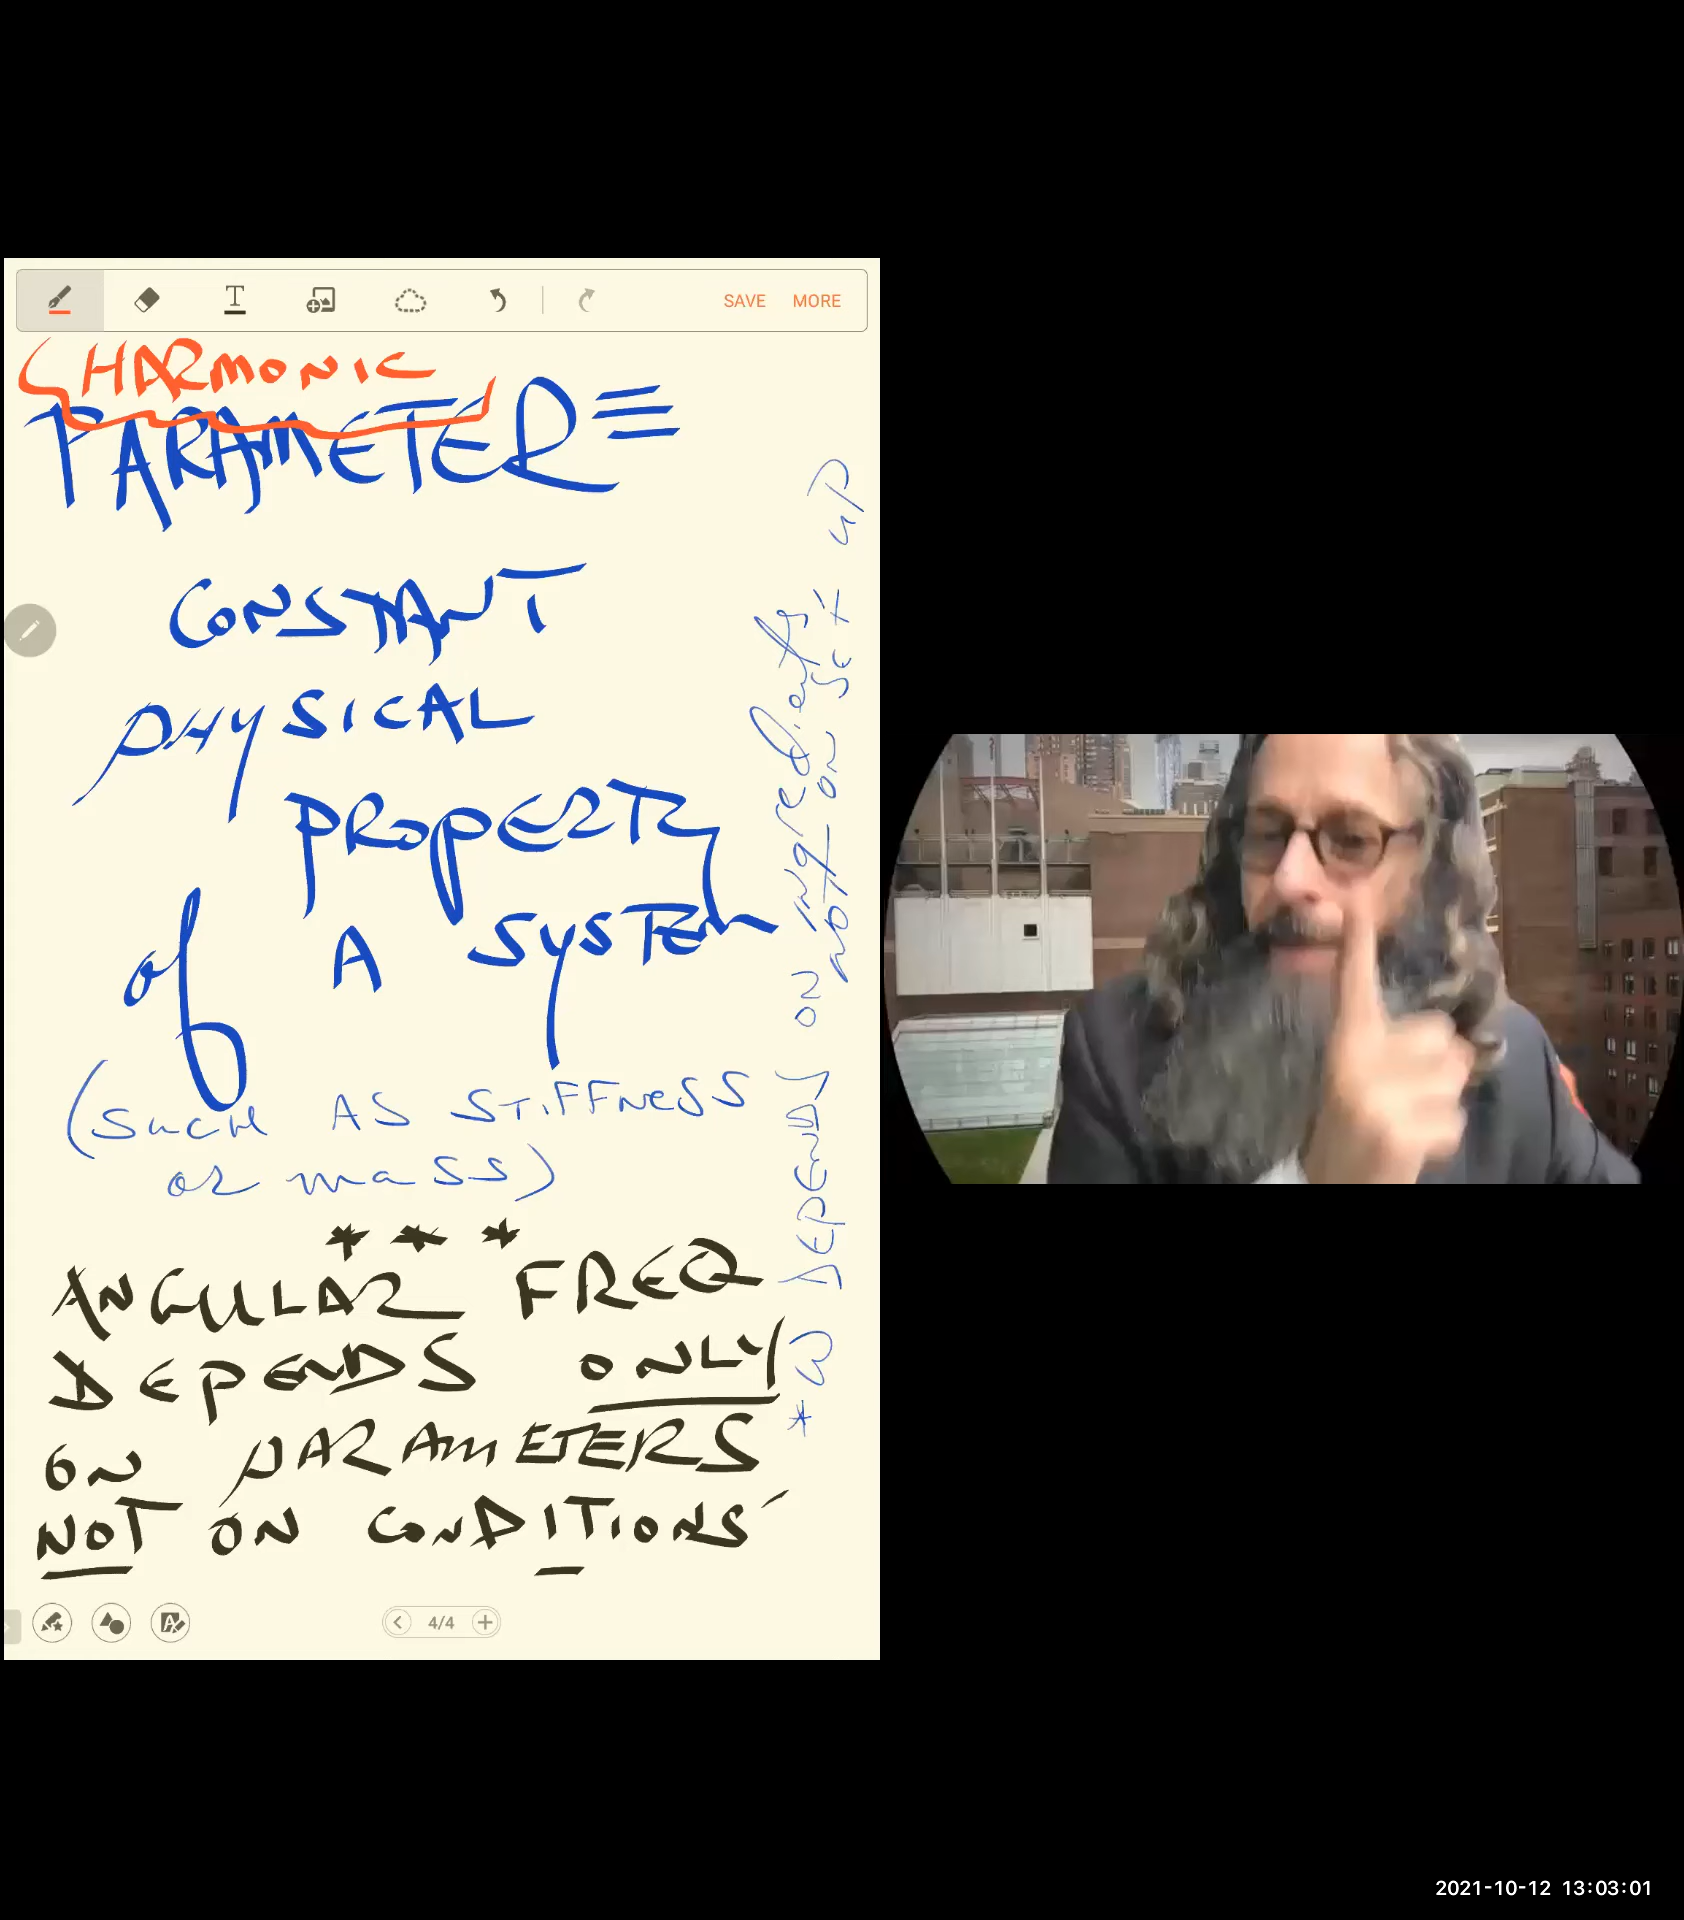 SAVE MORE
HARMONIC
PARAMETER ≡
CONSTANT
PHYSICAL
PROPERTY
of A SYSTEM
(SUCH AS STIFFNESS
or mass)
* * *
ANGULAR FREQ
DEPENDS ONLY
ON PARAMETERS
NOT ON CONDITIONS
* ω DEPENDS ON ingredients
NOT ON SET UP
4/4
2021-10-12 13:03:01